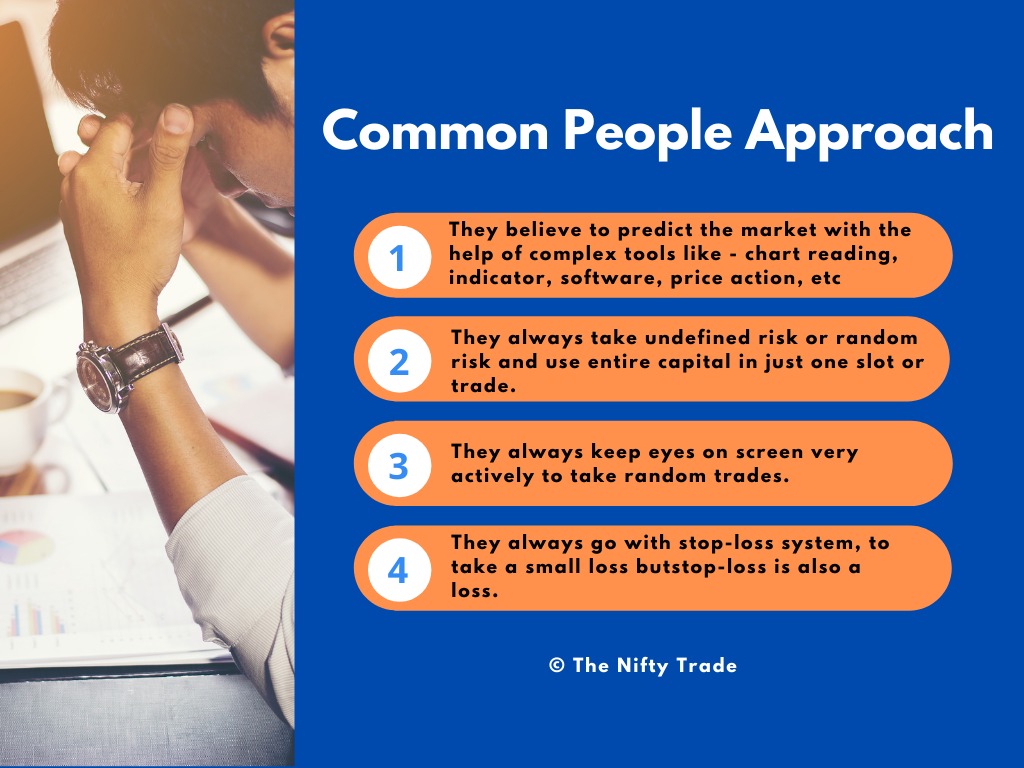 Common People Approach
1
They believe to predict the market with the
help of complex tools like - chart reading,
indicator, software, price action, etc
2
They always take undefined risk or random
risk and use entire capital in just one slot or
trade.
3
They always keep eyes on screen very
actively to take random trades.
4
They always go with stop-loss system, to
take a small loss butstop-loss is also a
loss.
© The Nifty Trade